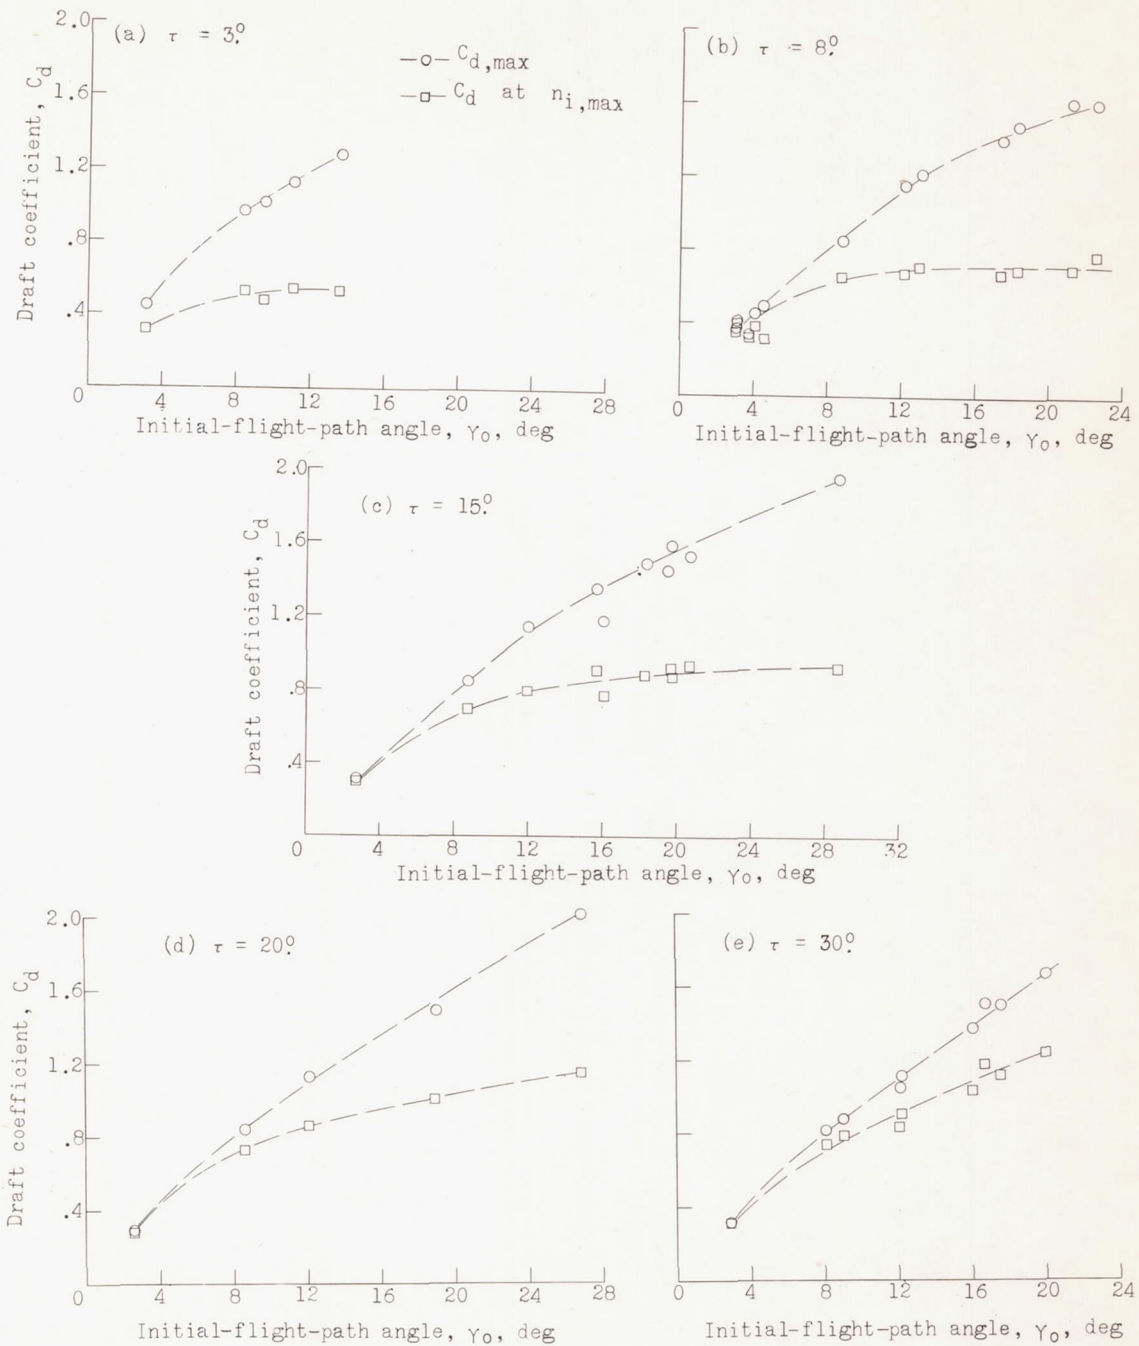 (a) τ = 3°.
2.0
1.6
1.2
.8
.4
0
Draft coefficient, Cd
—o— Cd,max
—□— Cd at ni,max
4 8 12 16 20 24 28
Initial-flight-path angle, γo, deg
(b) τ = 8°.
0 4 8 12 16 20 24
Initial-flight-path angle, γo, deg
(c) τ = 15°.
2.0
1.6
1.2
.8
.4
Draft coefficient, Cd
0 4 8 12 16 20 24 28 32
Initial-flight-path angle, γo, deg
(d) τ = 20°.
2.0
1.6
1.2
.8
.4
Draft coefficient, Cd
0 4 8 12 16 20 24 28
Initial-flight-path angle, γo, deg
(e) τ = 30°.
0 4 8 12 16 20 24
Initial-flight-path angle, γo, deg